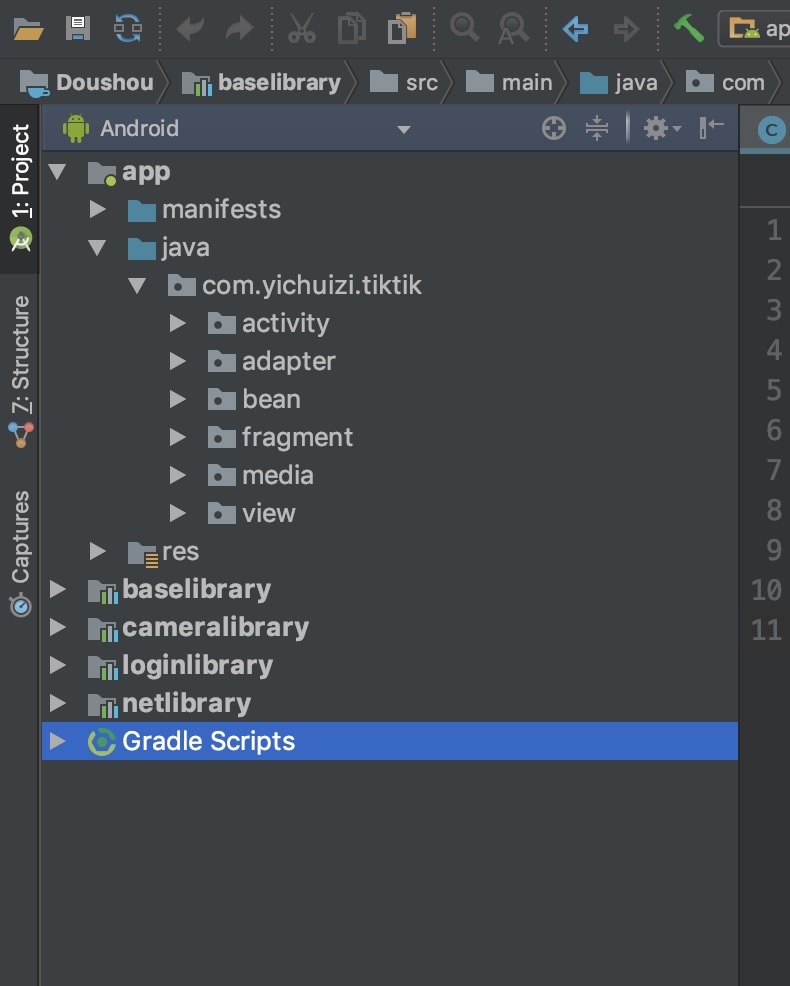 ap
Doushou baselibrary src main java com
1: Project
7: Structure
Captures
Android
app
manifests
java
com.yichuizi.tiktik
activity
adapter
bean
fragment
media
view
res
baselibrary
cameralibrary
loginlibrary
netlibrary
Gradle Scripts
C
1
2
3
4
5
6
7
8
9
10
11